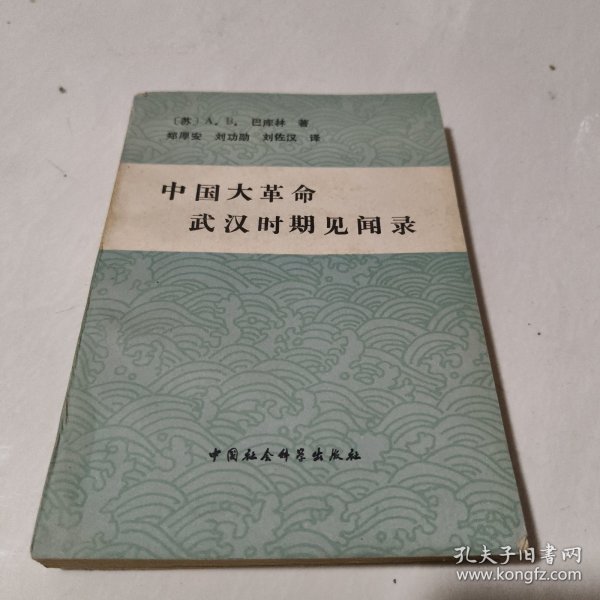 〔苏〕A. B. 巴库林 著
郑厚安 刘功勋 刘佐汉 译
中国大革命
武汉时期见闻录
中国社会科学出版社
孔夫子旧书网
www.kongfz.com